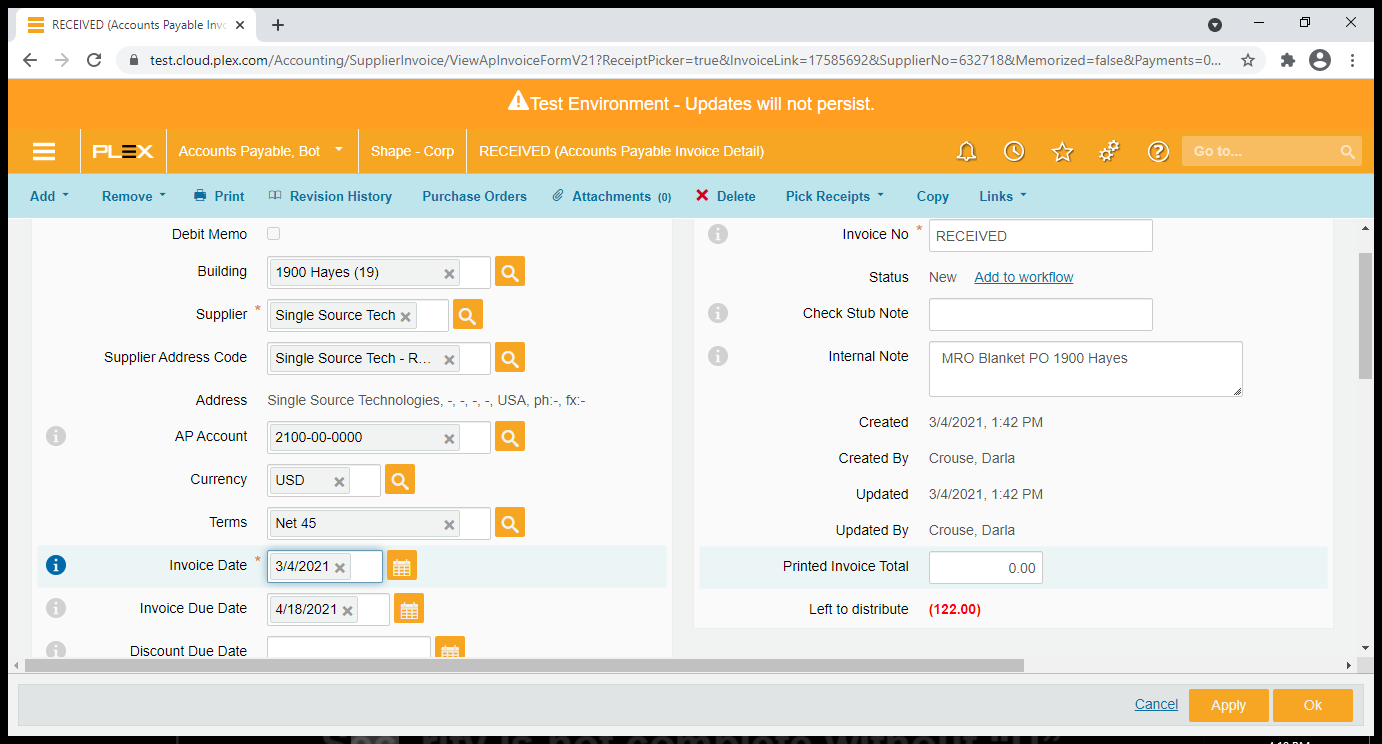 RECEIVED (Accounts Payable Invo
test.cloud.plex.com/Accounting/SupplierInvoice/ViewApInvoiceFormV21?ReceiptPicker=true&InvoiceLink=17585692&SupplierNo=632718&Memorized=false&Payments=0...
Test Environment - Updates will not persist.
PLEX Accounts Payable, Bot Shape - Corp RECEIVED (Accounts Payable Invoice Detail) Go to...
Add Remove Print Revision History Purchase Orders Attachments (0) Delete Pick Receipts Copy Links
Debit Memo
Building 1900 Hayes (19)
Supplier * Single Source Tech
Supplier Address Code Single Source Tech - R...
Address Single Source Technologies, -, -, -, -, USA, ph:-, fx:-
AP Account 2100-00-0000
Currency USD
Terms Net 45
Invoice Date * 3/4/2021
Invoice Due Date 4/18/2021
Discount Due Date
Invoice No * RECEIVED
Status New Add to workflow
Check Stub Note
Internal Note MRO Blanket PO 1900 Hayes
Created 3/4/2021, 1:42 PM
Created By Crouse, Darla
Updated 3/4/2021, 1:42 PM
Updated By Crouse, Darla
Printed Invoice Total 0.00
Left to distribute (122.00)
Cancel Apply Ok